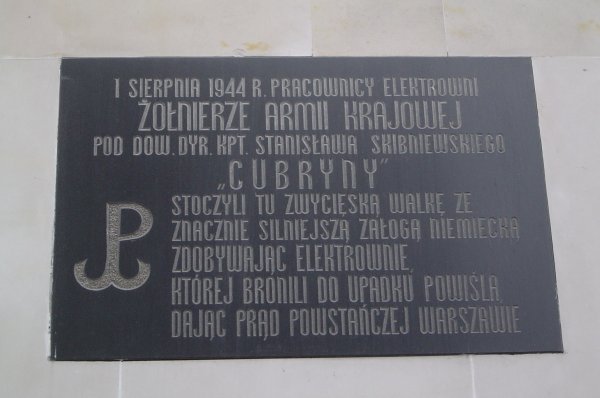 1 SIERPNIA 1944 R. PRACOWNICY ELEKTROWNI
ŻOŁNIERZE ARMII KRAJOWEJ
POD DOW. DYR. KPT. STANISŁAWA SKIBNIEWSKIEGO
„CUBRYNY"
STOCZYLI TU ZWYCIĘSKĄ WALKĘ ZE
ZNACZNIE SILNIEJSZĄ ZAŁOGĄ NIEMIECKĄ
ZDOBYWAJĄC ELEKTROWNIE,
KTÓREJ BRONILI DO UPADKU POWIŚLA,
DAJĄC PRĄD POWSTAŃCZEJ WARSZAWIE